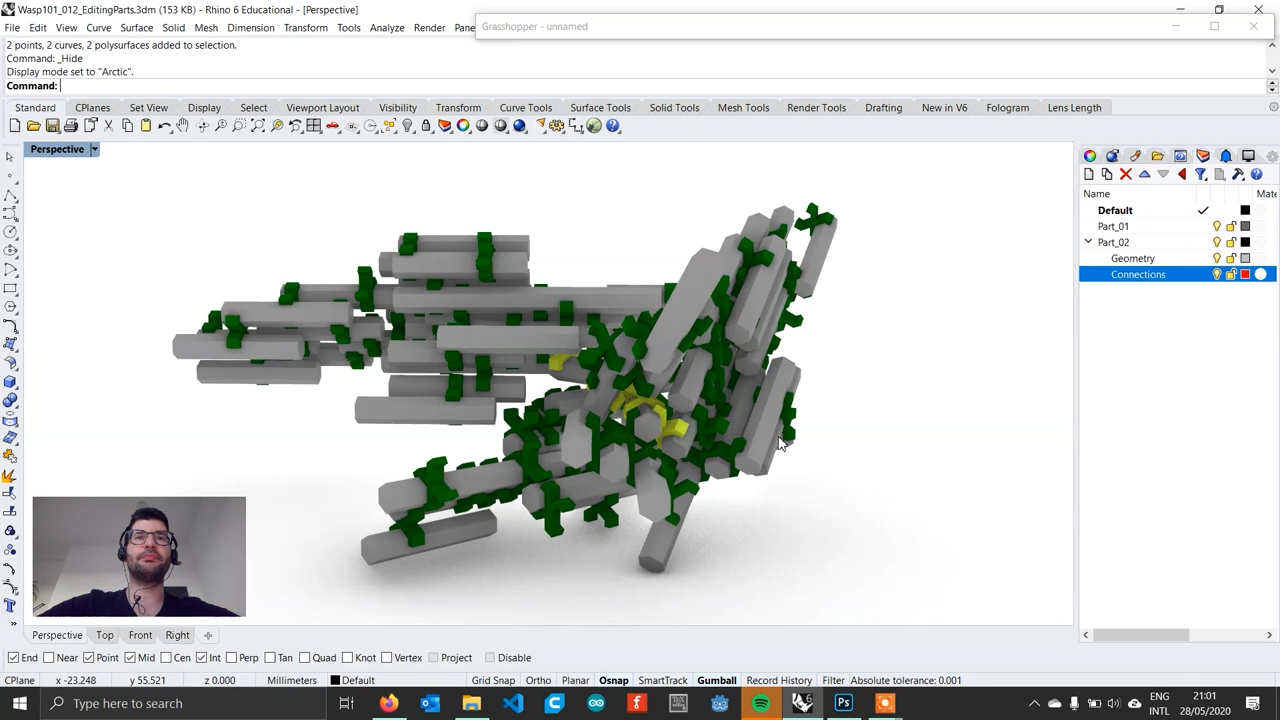 Wasp101_012_EditingParts.3dm (153 KB) - Rhino 6 Educational - [Perspective]
Grasshopper - unnamed
File Edit View Curve Surface Solid Mesh Dimension Transform Tools Analyze Render Pane
2 points, 2 curves, 2 polysurfaces added to selection.
Command: _Hide
Display mode set to "Arctic".
Command:
Standard CPlanes Set View Display Select Viewport Layout Visibility Transform Curve Tools Surface Tools Solid Tools Mesh Tools Render Tools Drafting New in V6 Fologram Lens Length
Perspective
Name Mate
Default
Part_01
Part_02
Geometry
Connections
Perspective Top Front Right
End Near Point Mid Cen Int Perp Tan Quad Knot Vertex Project Disable
CPlane x -23.248 y 55.521 z 0.000 Millimeters Default Grid Snap Ortho Planar Osnap SmartTrack Gumball Record History Filter Absolute tolerance: 0.001
Type here to search
ENG
INTL
21:01
28/05/2020